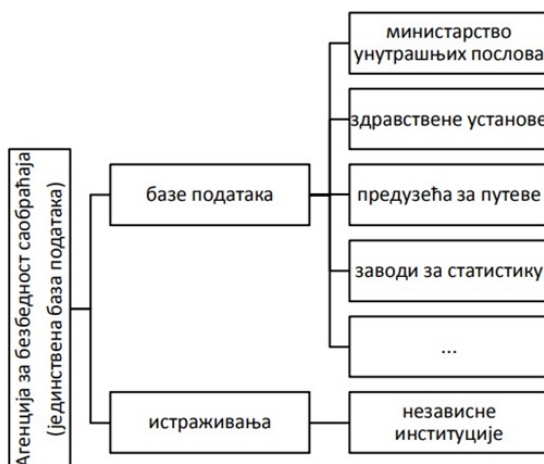 Агенција за безбедност саобраћаја
(јединствена база података)
базе података
министарство
унутрашњих послова
здравствене установе
предузећа за путеве
заводи за статистику
...
истраживања
независне
институције